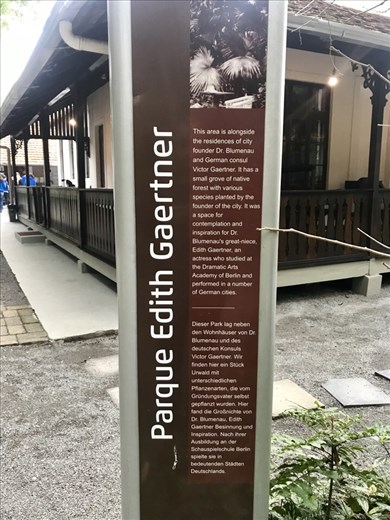 Parque Edith Gaertner
This area is alongside
the residences of city
founder Dr. Blumenau
and German consul
Victor Gaertner. It has a
small grove of native
forest with various
species planted by the
founder of the city. It was
a space for
contemplation and
inspiration for Dr.
Blumenau's great-niece,
Edith Gaertner, an
actress who studied at
the Dramatic Arts
Academy of Berlin and
performed in a number
of German cities.
Dieser Park lag neben
den Wohnhäuser von Dr.
Blumenau und des
deutschen Konsuls
Victor Gaertner. Wir
finden hier ein Stück
Urwald mit
unterschiedlichen
Pflanzenarten, die vom
Gründungsvater selbst
gepflanzt wurden. Hier
fand die Großnichte von
Dr. Blumenau, Edith
Gaertner Besinnung und
Inspiration. Nach ihrer
Ausbildung an der
Schauspielschule Berlin
spielte sie in
bedeutenden Städten
Deutschlands.